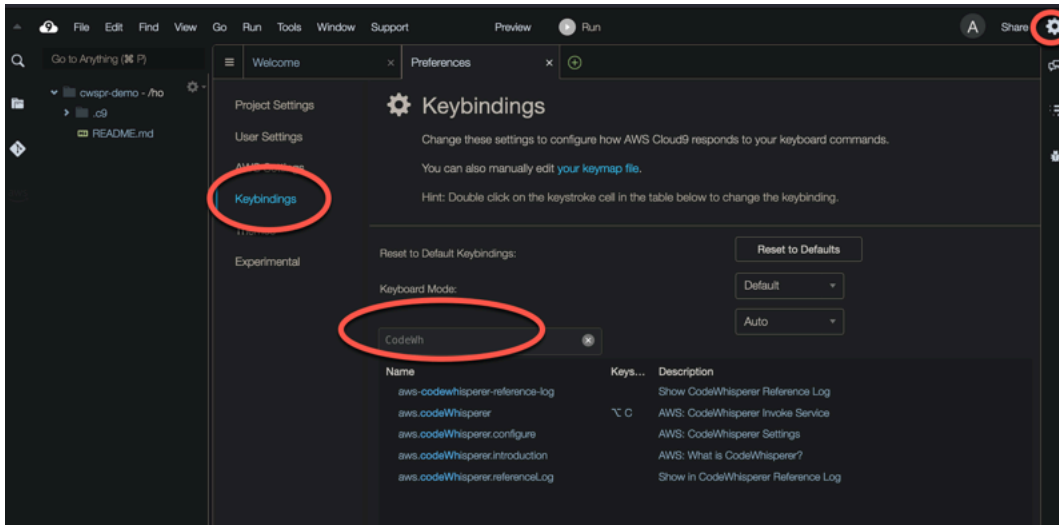 9 File Edit Find View Go Run Tools Window Support Preview Run A Share
Go to Anything (⌘ P)
Welcome × Preferences ×
cwspr-demo - /ho
.c9
README.md
Project Settings
User Settings
AWS Settings
Keybindings
Themes
Experimental
Keybindings
Change these settings to configure how AWS Cloud9 responds to your keyboard commands.
You can also manually edit your keymap file.
Hint: Double click on the keystroke cell in the table below to change the keybinding.
Reset to Default Keybindings: Reset to Defaults
Keyboard Mode: Default
Auto
CodeWh
Name Keys... Description
aws-codewhisperer-reference-log Show CodeWhisperer Reference Log
aws.codeWhisperer ⌥ C AWS: CodeWhisperer Invoke Service
aws.codeWhisperer.configure AWS: CodeWhisperer Settings
aws.codeWhisperer.introduction AWS: What is CodeWhisperer?
aws.codeWhisperer.referenceLog Show in CodeWhisperer Reference Log